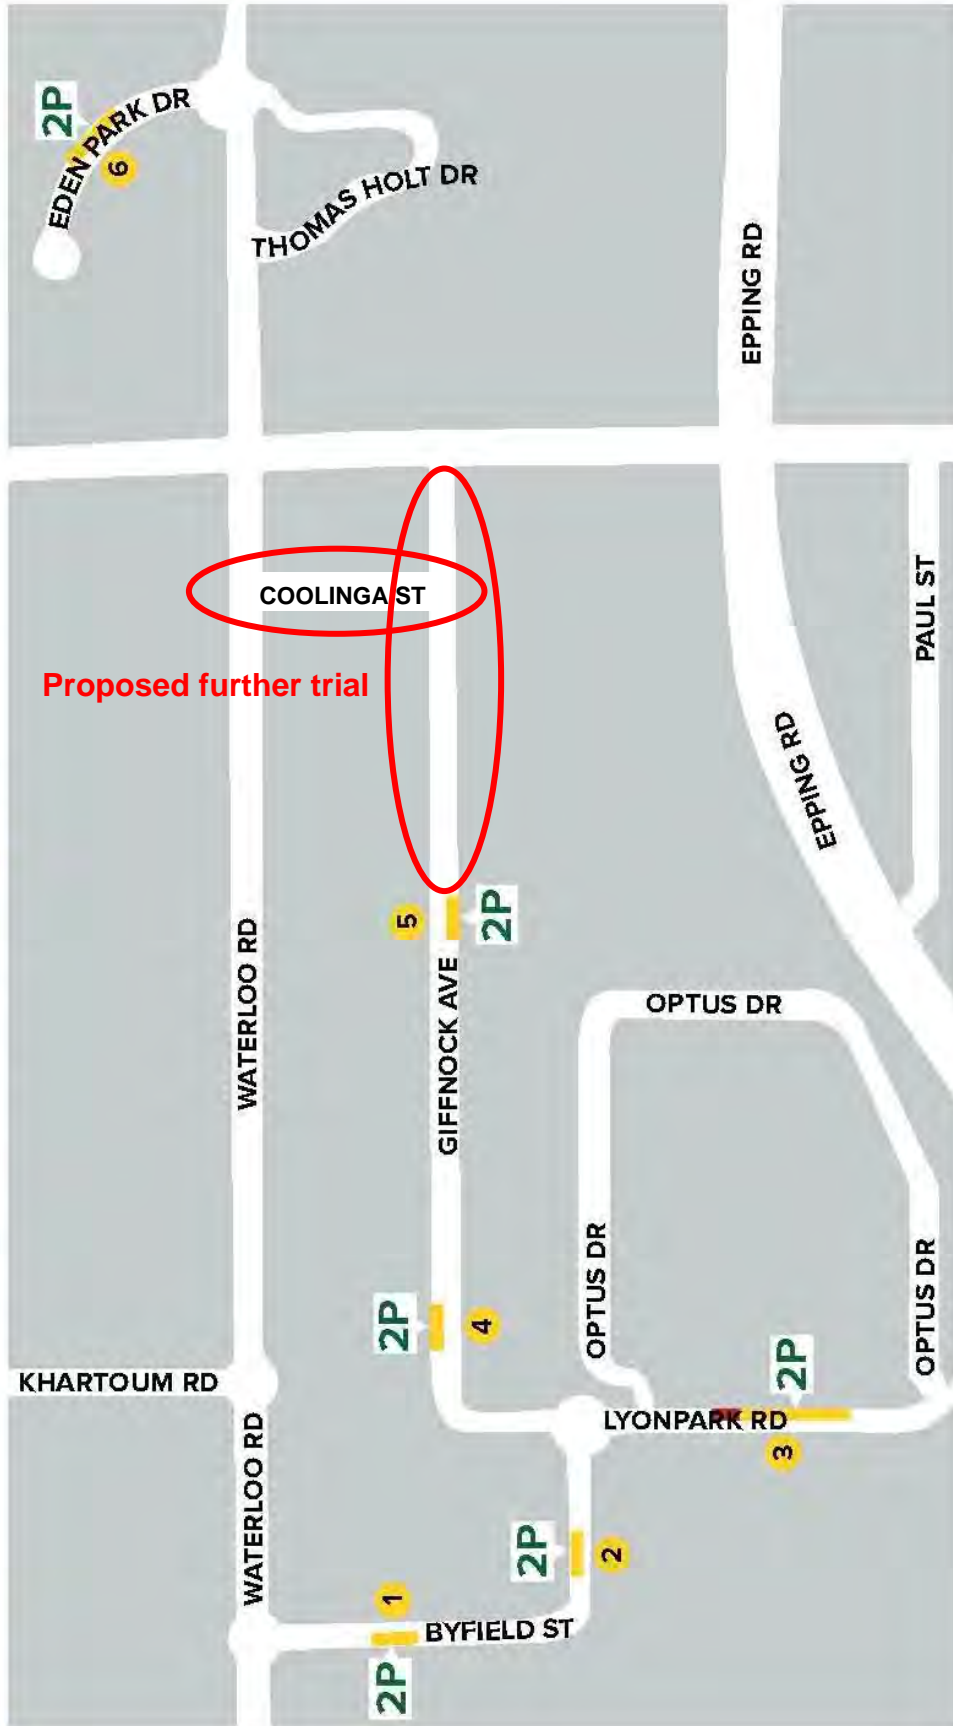 2P
EDEN PARK DR
6
THOMAS HOLT DR
EPPING RD
COOLINGA ST
PAUL ST
Proposed further trial
EPPING RD
5
2P
WATERLOO RD
GIFFNOCK AVE
OPTUS DR
2P
4
OPTUS DR
OPTUS DR
KHARTOUM RD
2P
LYONPARK RD
3
WATERLOO RD
2P
2
1
BYFIELD ST
2P